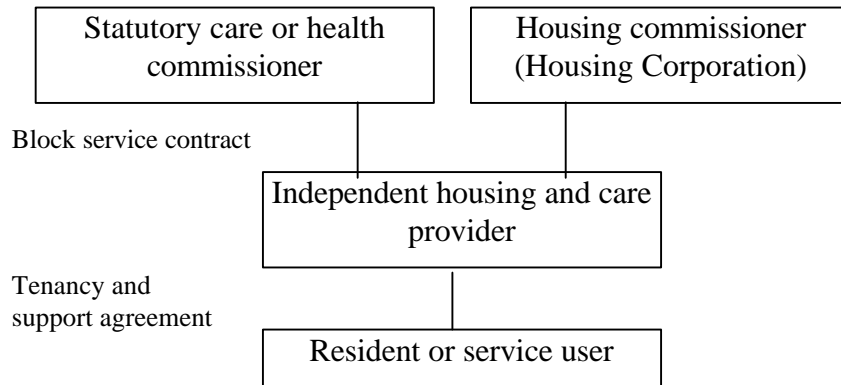 Statutory care or health
commissioner
Housing commissioner
(Housing Corporation)
Block service contract
Independent housing and care
provider
Tenancy and
support agreement
Resident or service user